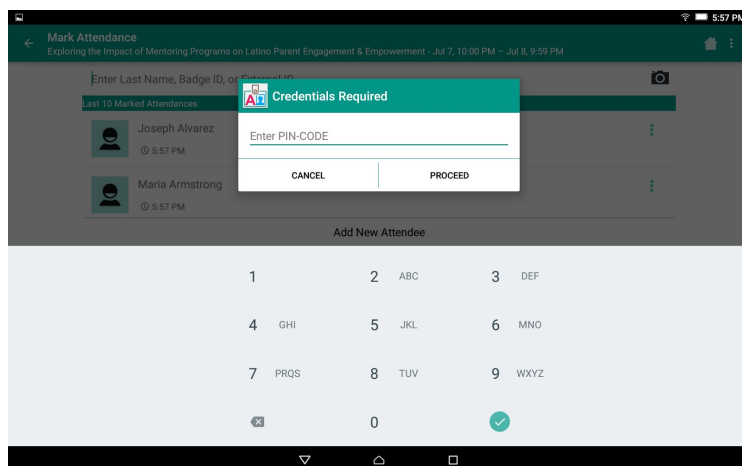 5:57 PM
Mark Attendance
Exploring the Impact of Mentoring Programs on Latino Parent Engagement & Empowerment - Jul 7, 10:00 PM – Jul 8, 9:59 PM
Enter Last Name, Badge ID, or External ID
Last 10 Marked Attendances
Joseph Alvarez
5:57 PM
Maria Armstrong
5:57 PM
Add New Attendee
Credentials Required
Enter PIN-CODE
CANCEL PROCEED
1 2 ABC 3 DEF
4 GHI 5 JKL 6 MNO
7 PRQS 8 TUV 9 WXYZ
0